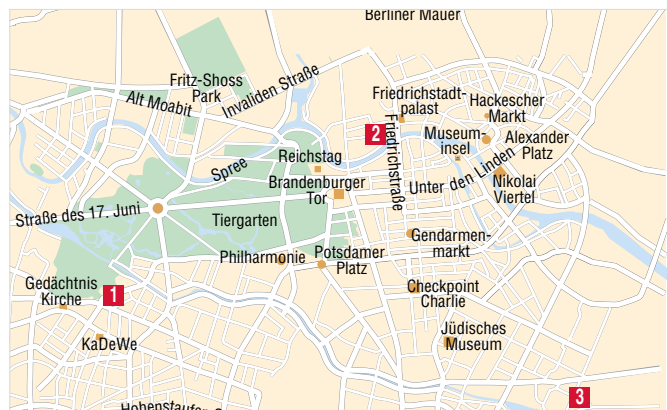 Berliner Mauer
Fritz-Shoss
Park
Invaliden Straße
Alt Moabit
Friedrichstadt-
palast
Hackescher
Markt
2
Friedrichstraße
Museum-
insel
Alexander
Platz
Reichstag
Spree
Brandenburger
Tor
Unter den Linden
Nikolai
Viertel
Straße des 17. Juni
Tiergarten
Gendarmen-
markt
Philharmonie
Potsdamer
Platz
Gedächtnis
Kirche
1
Checkpoint
Charlie
KaDeWe
Jüdisches
Museum
3